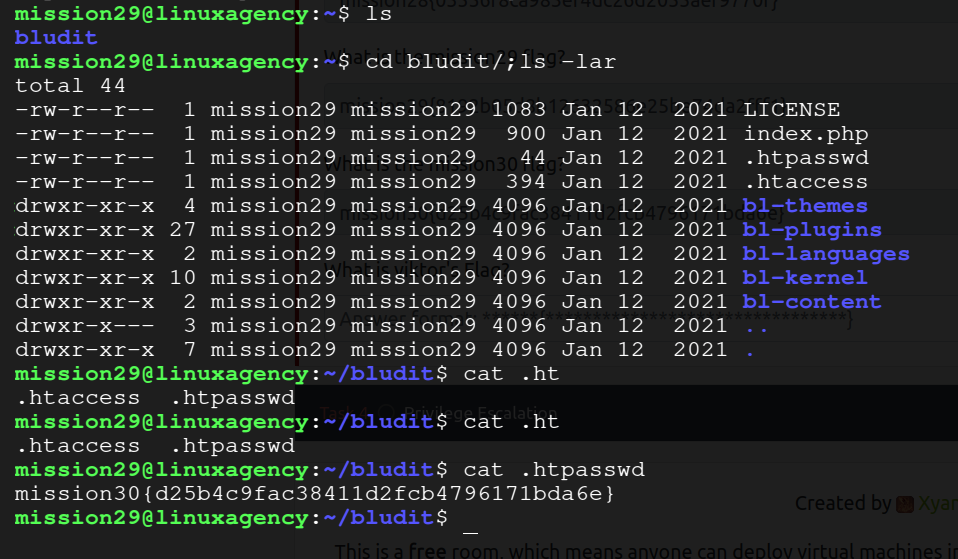 mission29@linuxagency:~$ ls
bludit
mission29@linuxagency:~$ cd bludit/;ls -lar
total 44
-rw-r--r--  1 mission29 mission29 1083 Jan 12  2021 LICENSE
-rw-r--r--  1 mission29 mission29  900 Jan 12  2021 index.php
-rw-r--r--  1 mission29 mission29   44 Jan 12  2021 .htpasswd
-rw-r--r--  1 mission29 mission29  394 Jan 12  2021 .htaccess
drwxr-xr-x  4 mission29 mission29 4096 Jan 12  2021 bl-themes
drwxr-xr-x 27 mission29 mission29 4096 Jan 12  2021 bl-plugins
drwxr-xr-x  2 mission29 mission29 4096 Jan 12  2021 bl-languages
drwxr-xr-x 10 mission29 mission29 4096 Jan 12  2021 bl-kernel
drwxr-xr-x  2 mission29 mission29 4096 Jan 12  2021 bl-content
drwxr-x---  3 mission29 mission29 4096 Jan 12  2021 ..
drwxr-xr-x  7 mission29 mission29 4096 Jan 12  2021 .
mission29@linuxagency:~/bludit$ cat .ht
.htaccess  .htpasswd
mission29@linuxagency:~/bludit$ cat .ht
.htaccess  .htpasswd
mission29@linuxagency:~/bludit$ cat .htpasswd
mission30{d25b4c9fac38411d2fcb4796171bda6e}
mission29@linuxagency:~/bludit$ _
What is the mission29 flag?
What is the mission30 flag?
What is viktor's Flag?
Privilege Escalation
Created by
This is a free room, which means anyone can deploy virtual machines